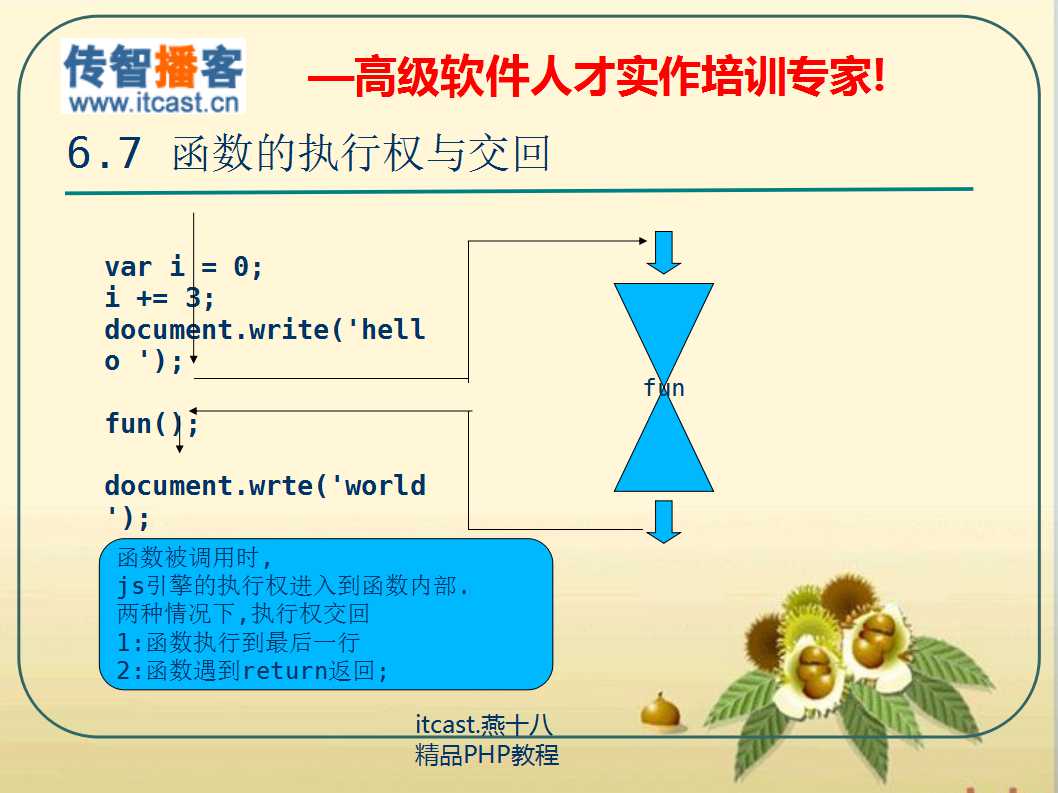 传智播客
www.itcast.cn
—高级软件人才实作培训专家!
6.7 函数的执行权与交回
var i = 0;
i += 3;
document.write('hell
o ');
fun();
document.wrte('world
');
fun
函数被调用时,
js引擎的执行权进入到函数内部.
两种情况下,执行权交回
1:函数执行到最后一行
2:函数遇到return返回;
itcast.燕十八
精品PHP教程